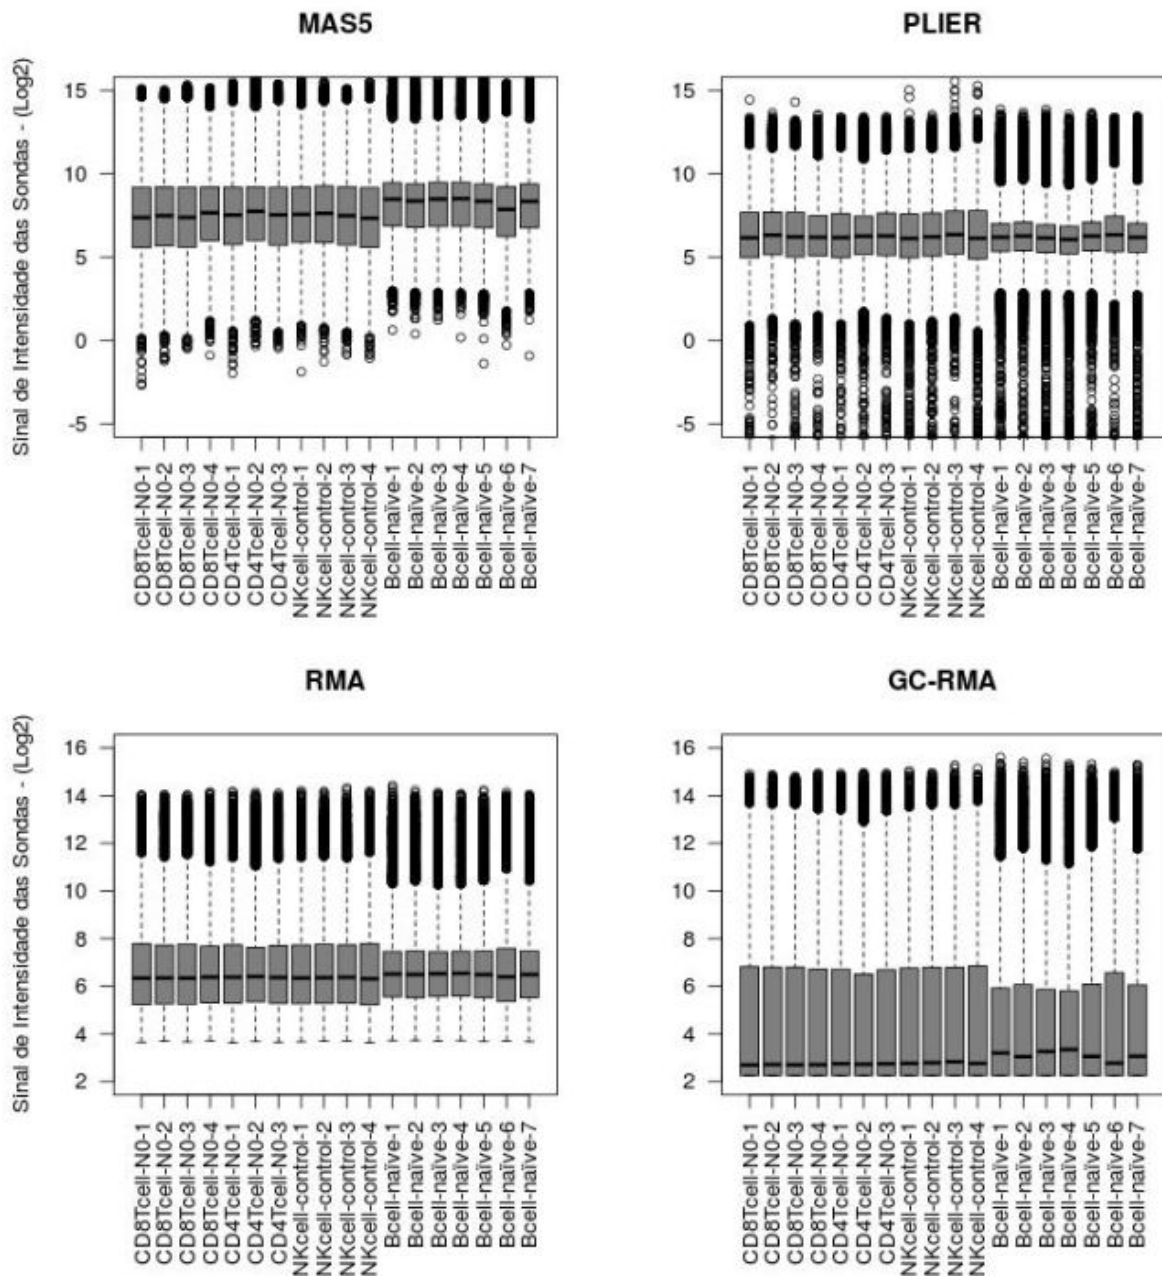 MAS5
Sinal de Intensidade das Sondas - (Log2)
15
10
5
0
-5
CD8Tcell-N0-1
CD8Tcell-N0-2
CD8Tcell-N0-3
CD8Tcell-N0-4
CD4Tcell-N0-1
CD4Tcell-N0-2
CD4Tcell-N0-3
NKcell-control-1
NKcell-control-2
NKcell-control-3
NKcell-control-4
Bcell-naïve-1
Bcell-naïve-2
Bcell-naïve-3
Bcell-naïve-4
Bcell-naïve-5
Bcell-naïve-6
Bcell-naïve-7
PLIER
15
10
5
0
-5
CD8Tcell-N0-1
CD8Tcell-N0-2
CD8Tcell-N0-3
CD8Tcell-N0-4
CD4Tcell-N0-1
CD4Tcell-N0-2
CD4Tcell-N0-3
NKcell-control-1
NKcell-control-2
NKcell-control-3
NKcell-control-4
Bcell-naïve-1
Bcell-naïve-2
Bcell-naïve-3
Bcell-naïve-4
Bcell-naïve-5
Bcell-naïve-6
Bcell-naïve-7
RMA
Sinal de Intensidade das Sondas - (Log2)
16
14
12
10
8
6
4
2
CD8Tcell-N0-1
CD8Tcell-N0-2
CD8Tcell-N0-3
CD8Tcell-N0-4
CD4Tcell-N0-1
CD4Tcell-N0-2
CD4Tcell-N0-3
NKcell-control-1
NKcell-control-2
NKcell-control-3
NKcell-control-4
Bcell-naïve-1
Bcell-naïve-2
Bcell-naïve-3
Bcell-naïve-4
Bcell-naïve-5
Bcell-naïve-6
Bcell-naïve-7
GC-RMA
16
14
12
10
8
6
4
2
CD8Tcell-N0-1
CD8Tcell-N0-2
CD8Tcell-N0-3
CD8Tcell-N0-4
CD4Tcell-N0-1
CD4Tcell-N0-2
CD4Tcell-N0-3
NKcell-control-1
NKcell-control-2
NKcell-control-3
NKcell-control-4
Bcell-naïve-1
Bcell-naïve-2
Bcell-naïve-3
Bcell-naïve-4
Bcell-naïve-5
Bcell-naïve-6
Bcell-naïve-7